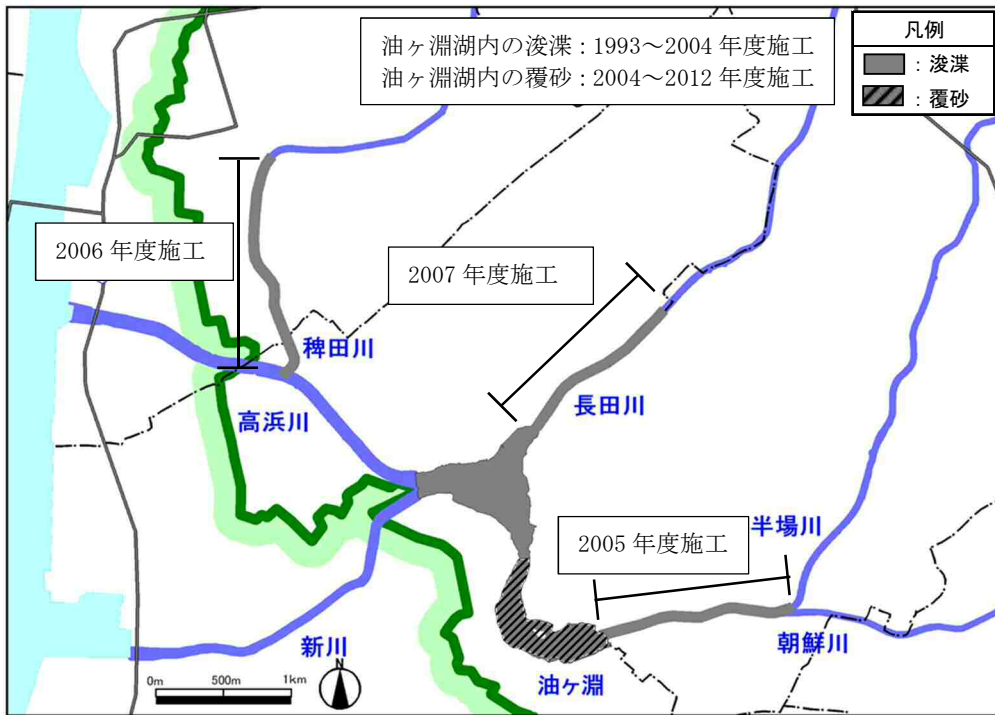 油ヶ淵湖内の浚渫：1993～2004 年度施工
油ヶ淵湖内の覆砂：2004～2012 年度施工
凡例
：浚渫
：覆砂
2006 年度施工
2007 年度施工
稗田川
高浜川
長田川
2005 年度施工
半場川
新川
油ヶ淵
朝鮮川
N
0m 500m 1km